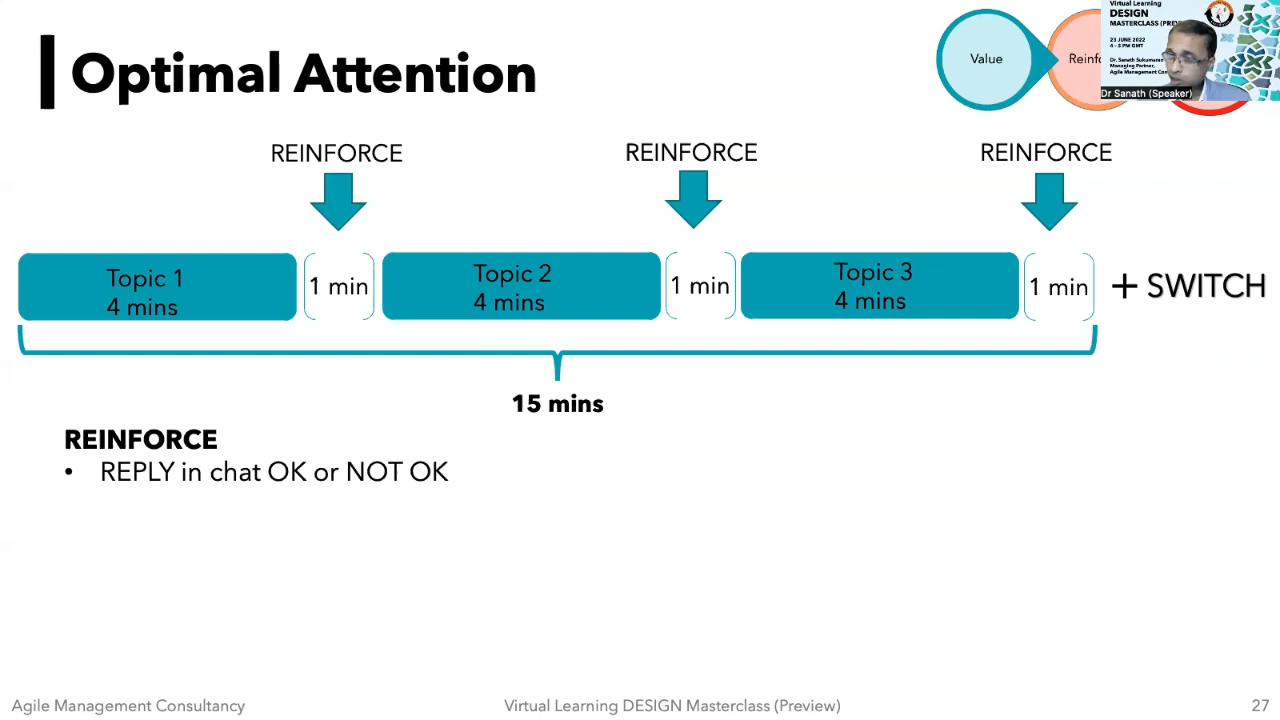 Optimal Attention
Value
Reinfo
Virtual Learning
DESIGN
MASTERCLASS (PRE
23 JUNE 2022
4 - 5 PM GMT
Dr. Sanath Sukumaran
Managing Partner,
Agile Management Con
Dr Sanath (Speaker)
REINFORCE
REINFORCE
REINFORCE
Topic 1
4 mins
1 min
Topic 2
4 mins
1 min
Topic 3
4 mins
1 min
+ SWITCH
15 mins
REINFORCE
• REPLY in chat OK or NOT OK
Agile Management Consultancy
Virtual Learning DESIGN Masterclass (Preview)
27